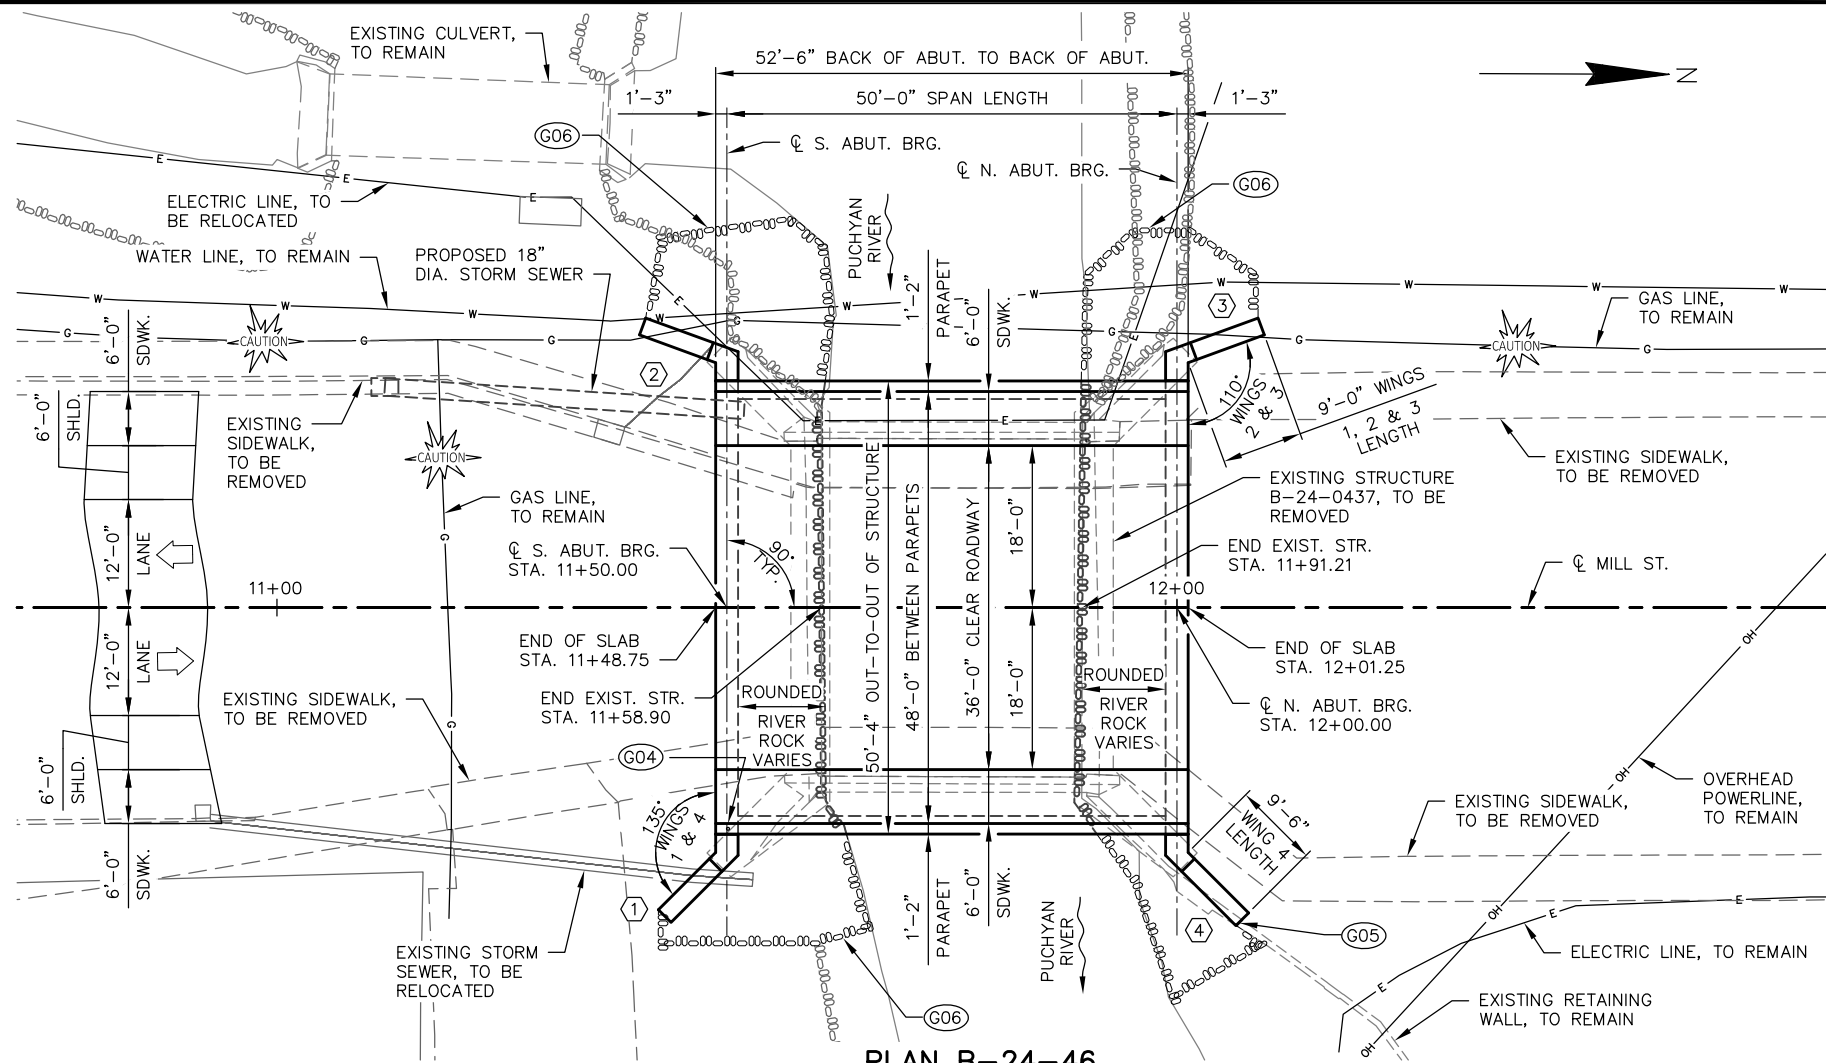 EXISTING CULVERT,
TO REMAIN
52'-6" BACK OF ABUT. TO BACK OF ABUT.
N
1'-3"
50'-0" SPAN LENGTH
1'-3"
G06
℄ S. ABUT. BRG.
℄ N. ABUT. BRG.
G06
E
E
E
ELECTRIC LINE, TO
BE RELOCATED
PUCHYAN
RIVER
WATER LINE, TO REMAIN
PROPOSED 18"
DIA. STORM SEWER
1'-2"
PARAPET
6'-0"
SDWK.
W
W
W
W
W
W
W
W
W
W
E
E
3
GAS LINE,
TO REMAIN
6'-0"
SDWK.
G
G
G
G
G
G
G
CAUTION
CAUTION
2
110°
WINGS
2 & 3
9'-0" WINGS
1, 2 & 3
LENGTH
6'-0"
SHLD.
EXISTING
SIDEWALK,
TO BE
REMOVED
E
E
CAUTION
EXISTING SIDEWALK,
TO BE REMOVED
EXISTING STRUCTURE
B-24-0437, TO BE
REMOVED
GAS LINE,
TO REMAIN
G
12'-0"
LANE
℄ S. ABUT. BRG.
STA. 11+50.00
90°
TYP.
50'-4" OUT-TO-OUT OF STRUCTURE
48'-0" BETWEEN PARAPETS
36'-0" CLEAR ROADWAY
18'-0"
END EXIST. STR.
STA. 11+91.21
℄ MILL ST.
11+00
12+00
12'-0"
LANE
END OF SLAB
STA. 11+48.75
END OF SLAB
STA. 12+01.25
18'-0"
OH
EXISTING SIDEWALK,
TO BE REMOVED
G
END EXIST. STR.
STA. 11+58.90
ROUNDED
RIVER
ROCK
VARIES
ROUNDED
RIVER
ROCK
VARIES
℄ N. ABUT. BRG.
STA. 12+00.00
G04
6'-0"
SHLD.
OH
OVERHEAD
POWERLINE,
TO REMAIN
EXISTING SIDEWALK,
TO BE REMOVED
135°
WINGS
1 & 4
9'-6"
WING 4
LENGTH
6'-0"
SDWK.
1'-2"
PARAPET
6'-0"
SDWK.
1
4
G05
OH
E
E
EXISTING STORM
SEWER, TO BE
RELOCATED
PUCHYAN
RIVER
ELECTRIC LINE, TO REMAIN
G06
EXISTING RETAINING
WALL, TO REMAIN
OH
PLAN B-24-46